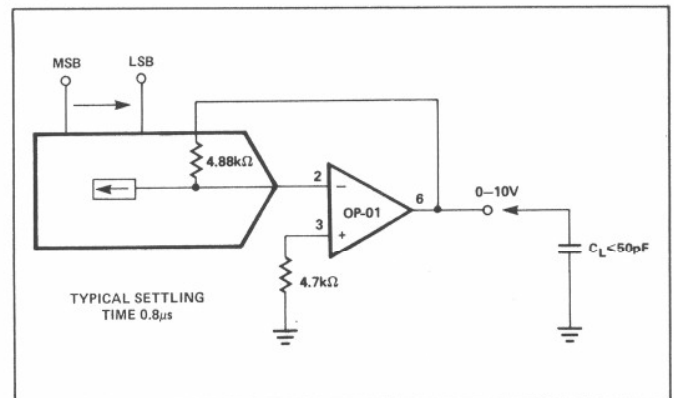 MSB
LSB
4.88kΩ
2
6
0–10V
OP-01
–
3
+
C_L<50pF
4.7kΩ
TYPICAL SETTLING
TIME 0.8μs